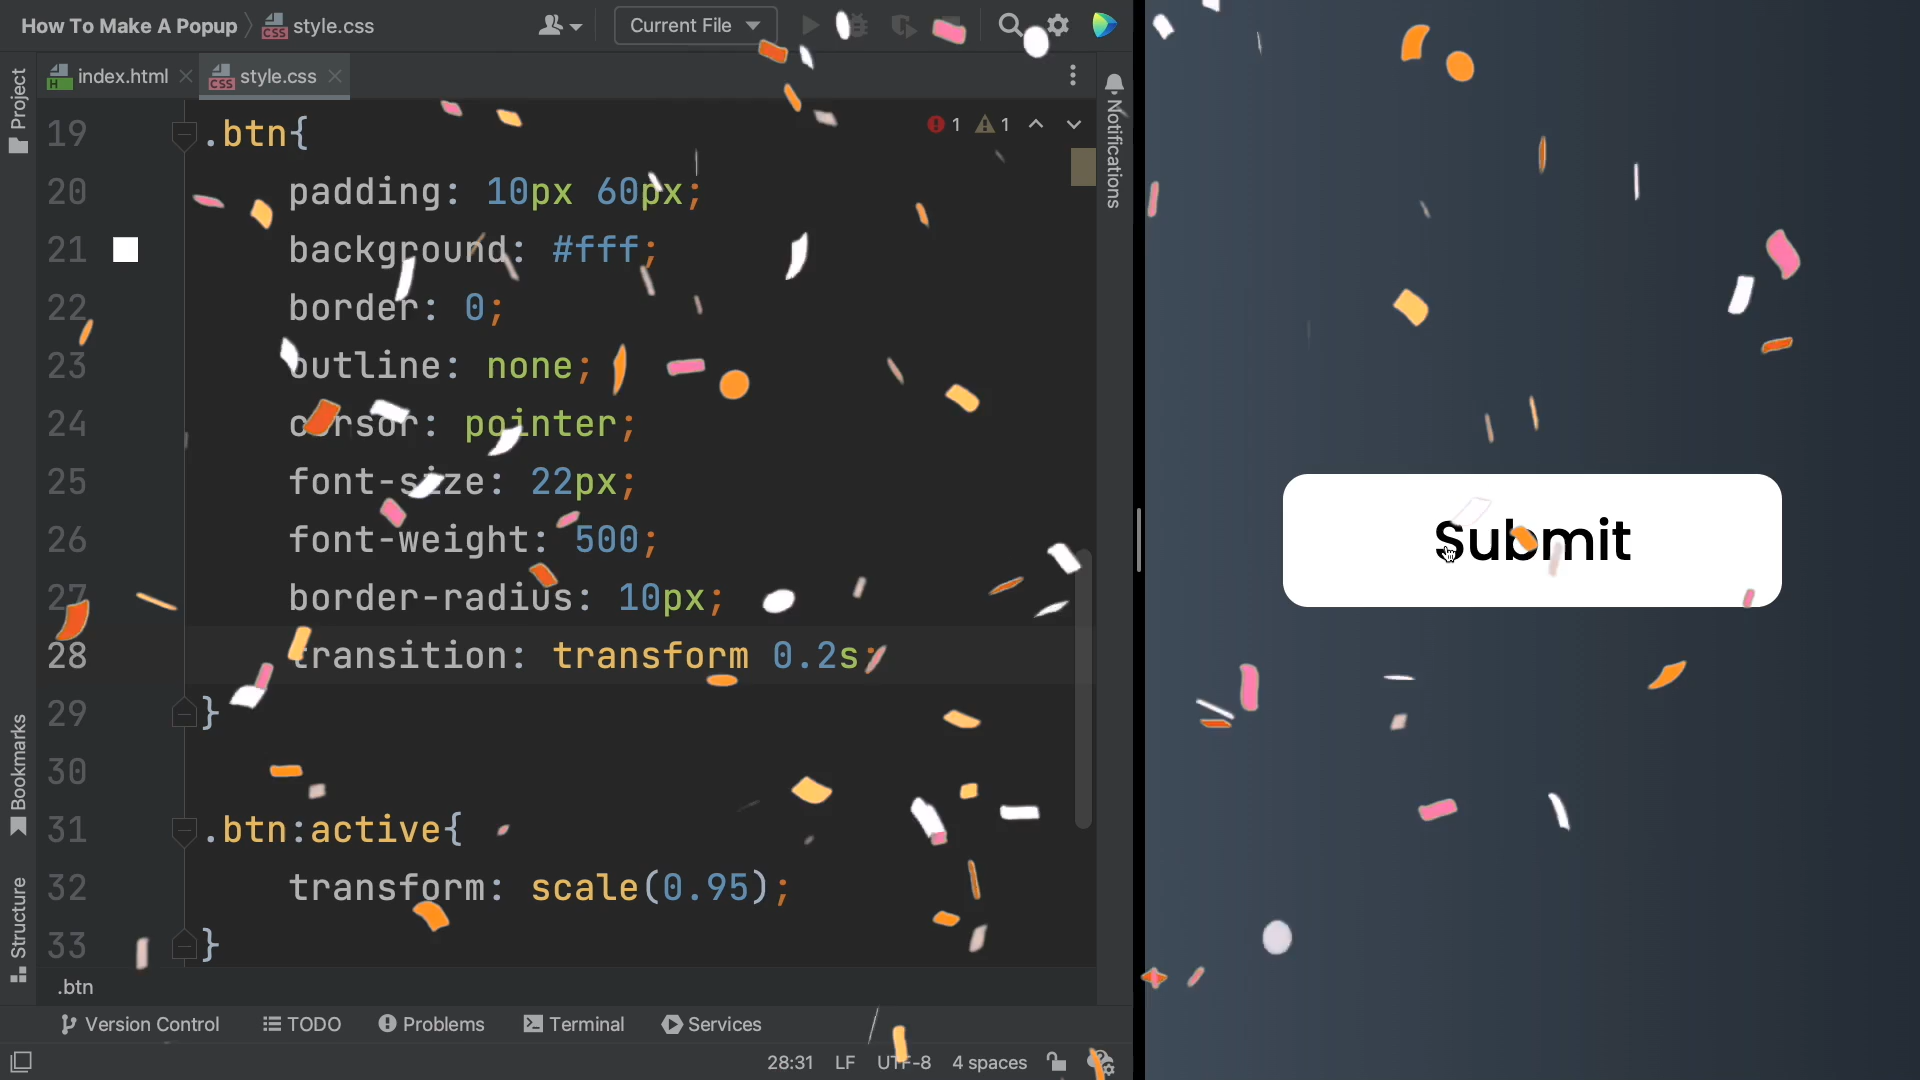 How To Make A Popup
style.css
Current File
Project
index.html
style.css
Notifications
1
1
19 .btn{
20 padding: 10px 60px;
21 background: #fff;
22 border: 0;
23 outline: none;
24 cursor: pointer;
25 font-size: 22px;
26 font-weight: 500;
27 border-radius: 10px;
28 transition: transform 0.2s;
29 }
30
31 .btn:active{
32 transform: scale(0.95);
33 }
Bookmarks
Structure
.btn
Version Control
TODO
Problems
Terminal
Services
28:31 LF UTF-8 4 spaces
Submit